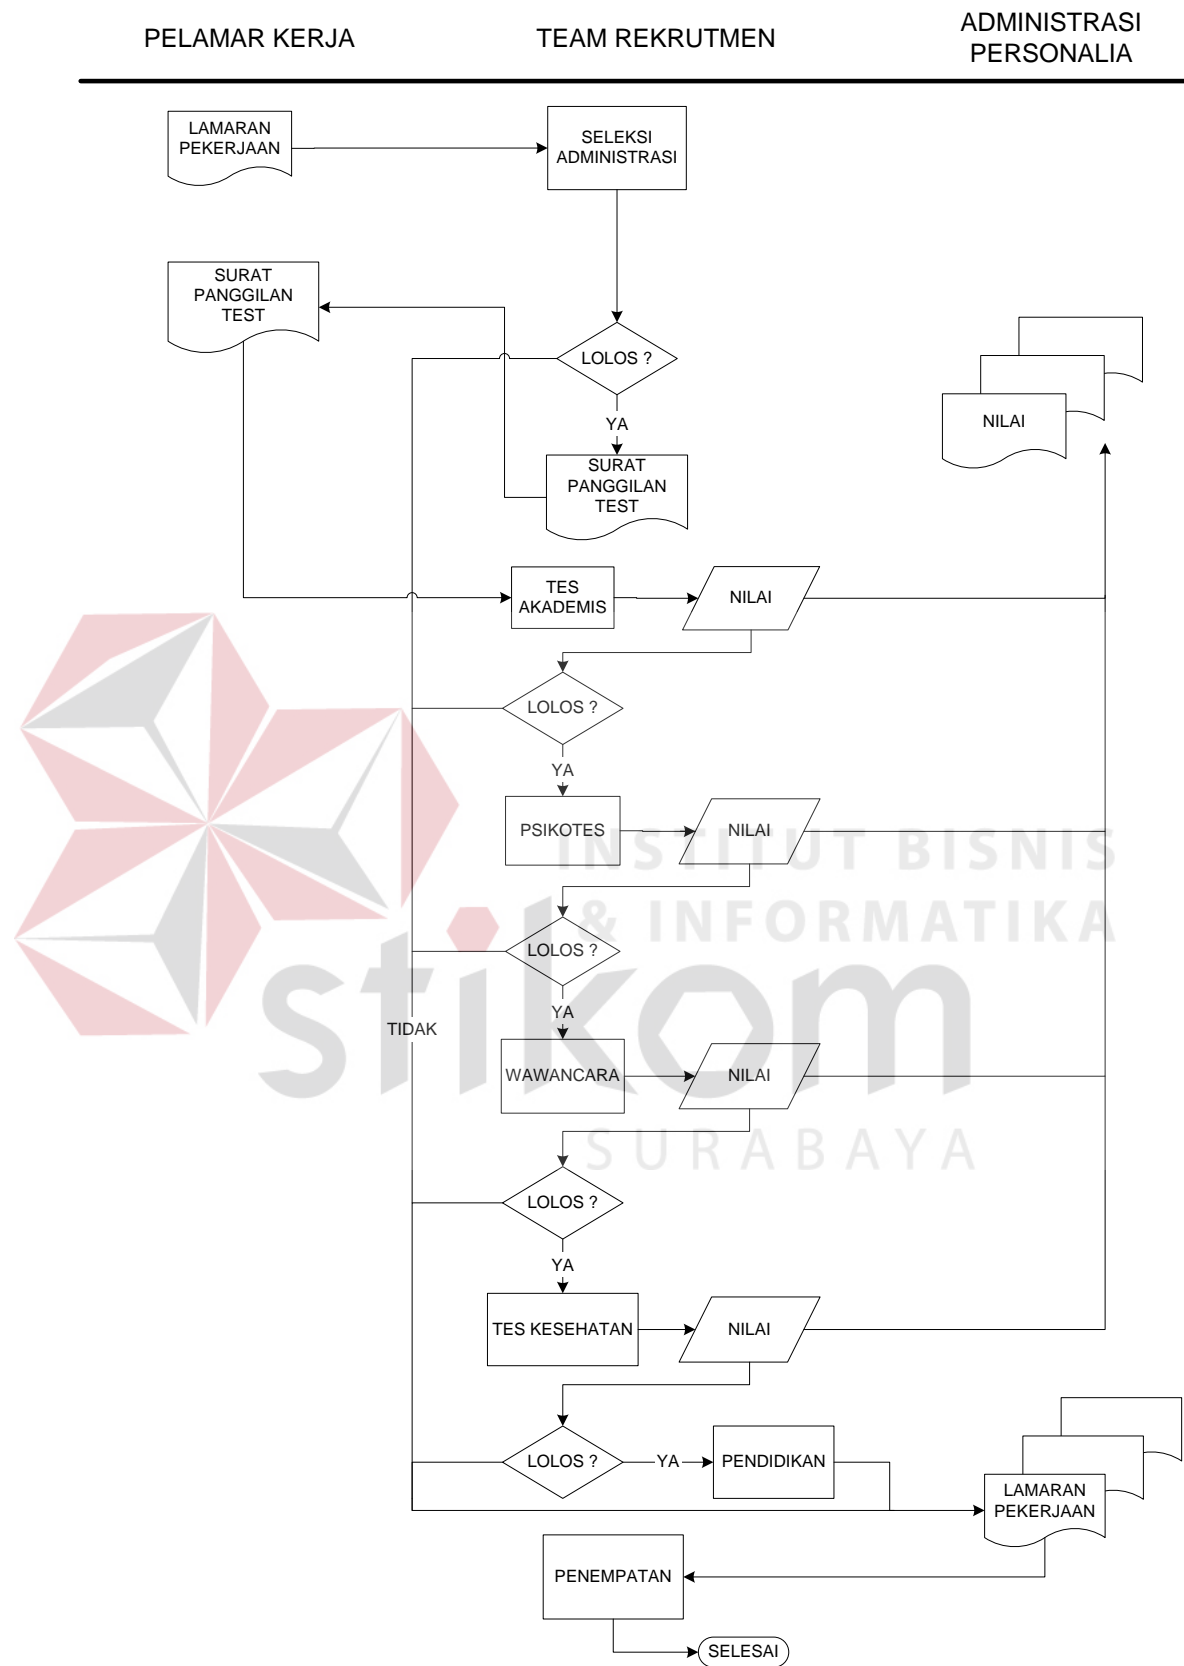 PELAMAR KERJA
TEAM REKRUTMEN
ADMINISTRASI
PERSONALIA
LAMARAN
PEKERJAAN
SELEKSI
ADMINISTRASI
SURAT
PANGGILAN
TEST
LOLOS ?
NILAI
YA
SURAT
PANGGILAN
TEST
TES
AKADEMIS
NILAI
LOLOS ?
YA
PSIKOTES
NILAI
INSTITUT BISNIS
& INFORMATIKA
LOLOS ?
stikom
YA
TIDAK
WAWANCARA
NILAI
SURABAYA
LOLOS ?
YA
TES KESEHATAN
NILAI
LOLOS ?
YA
PENDIDIKAN
LAMARAN
PEKERJAAN
PENEMPATAN
SELESAI